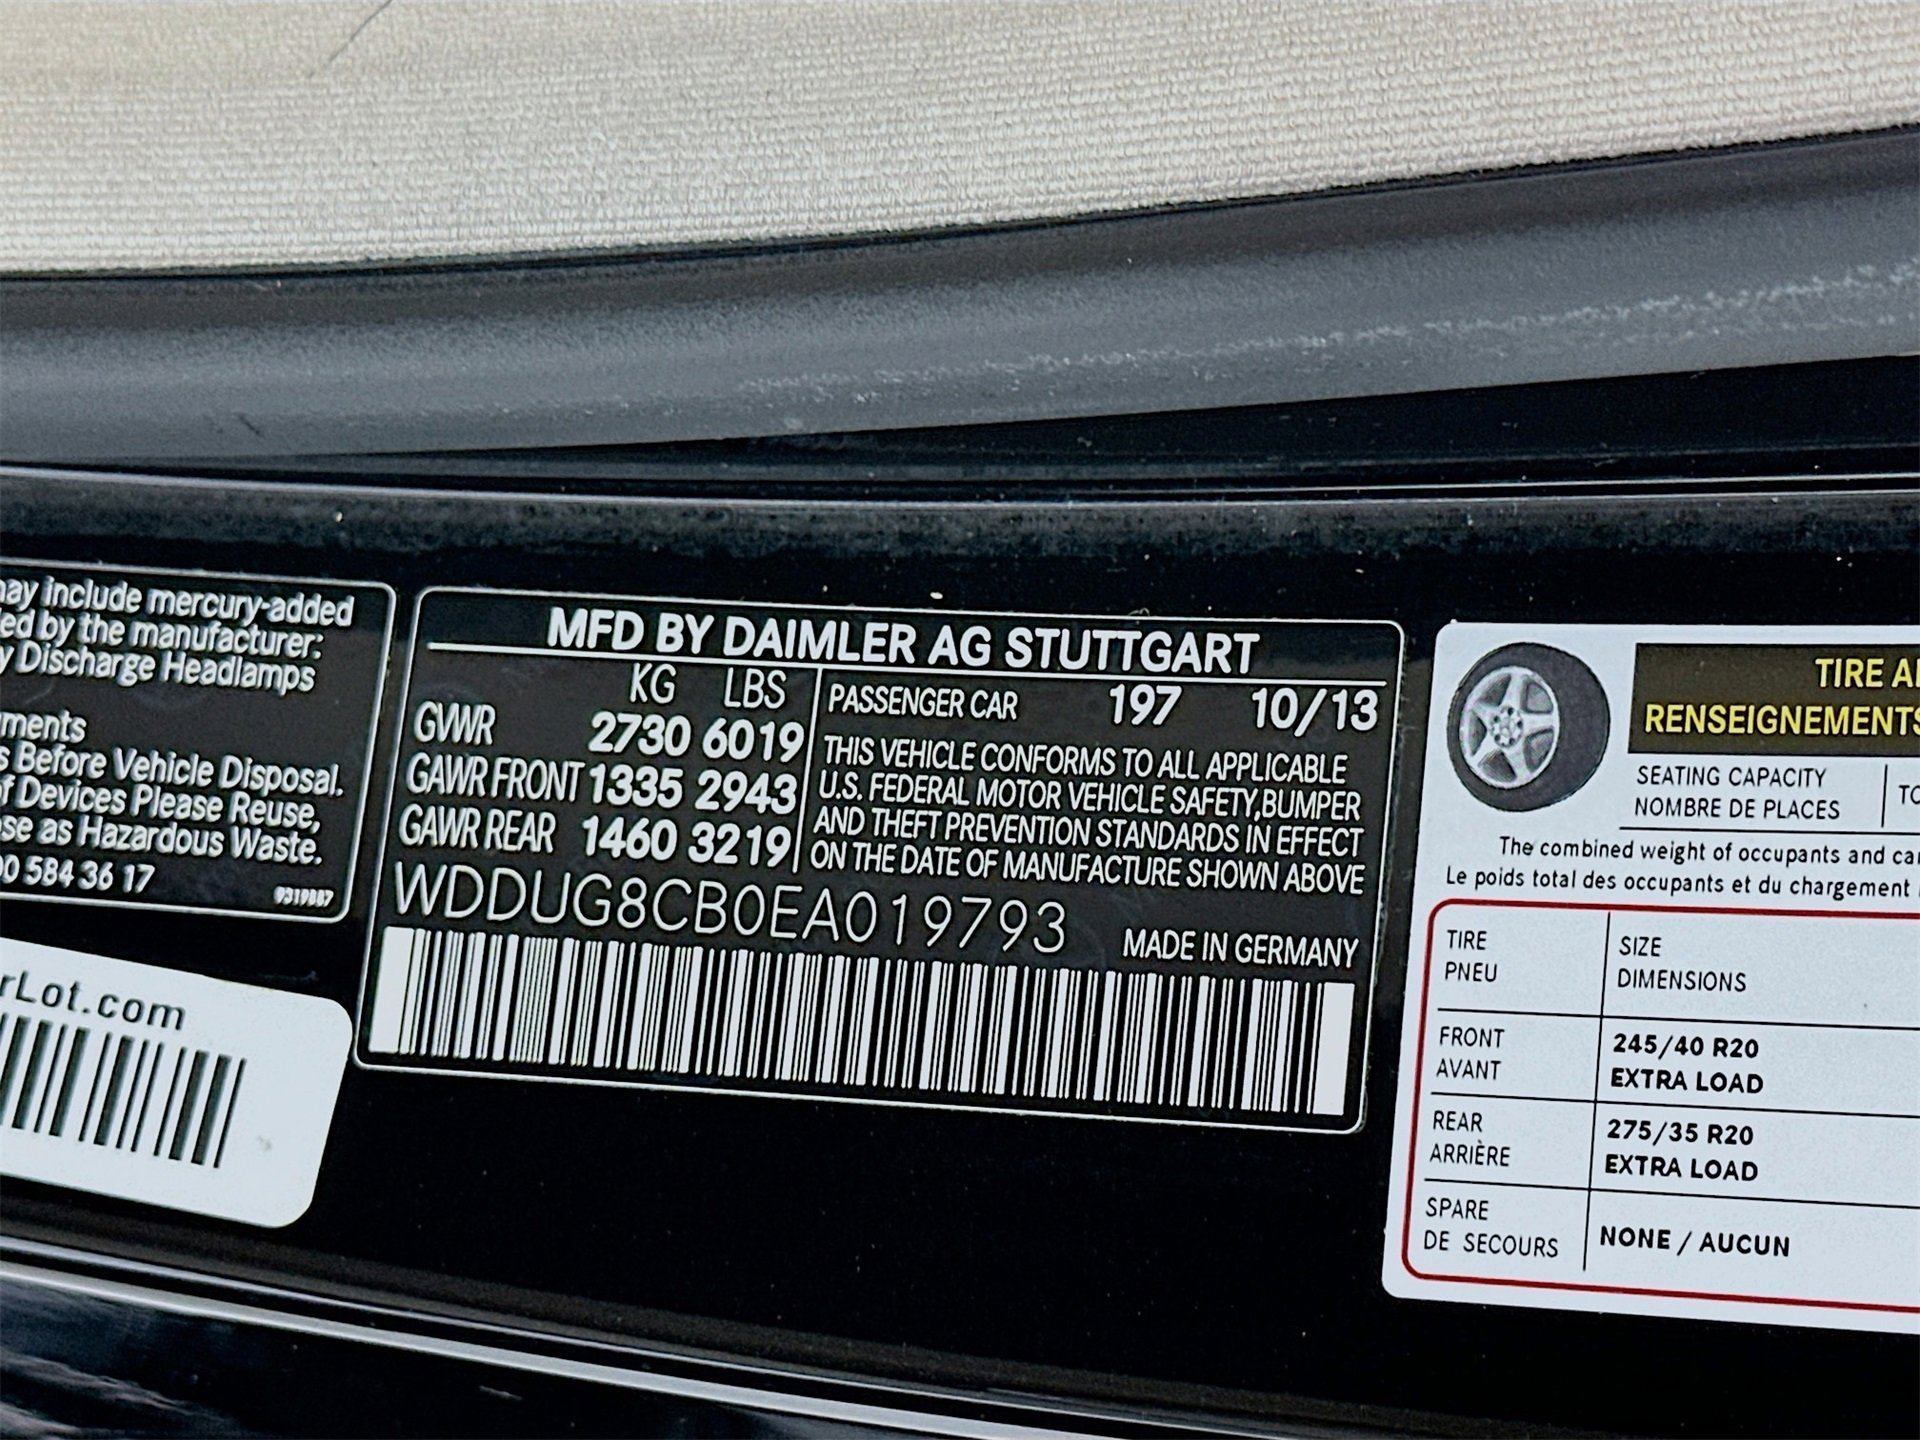 may include mercury-added
ed by the manufacturer:
y Discharge Headlamps
ments
s Before Vehicle Disposal.
of Devices Please Reuse,
ose as Hazardous Waste.
00 584 36 17
9319887
rLot.com
MFD BY DAIMLER AG STUTTGART
KG LBS
GVWR 2730 6019
GAWR FRONT 1335 2943
GAWR REAR 1460 3219
PASSENGER CAR 197 10/13
THIS VEHICLE CONFORMS TO ALL APPLICABLE
U.S. FEDERAL MOTOR VEHICLE SAFETY,BUMPER
AND THEFT PREVENTION STANDARDS IN EFFECT
ON THE DATE OF MANUFACTURE SHOWN ABOVE
WDDUG8CB0EA019793
MADE IN GERMANY
TIRE A
RENSEIGNEMENTS
SEATING CAPACITY
NOMBRE DE PLACES
TO
The combined weight of occupants and ca
Le poids total des occupants et du chargement
TIRE
PNEU
SIZE
DIMENSIONS
FRONT
AVANT
245/40 R20
EXTRA LOAD
REAR
ARRIÈRE
275/35 R20
EXTRA LOAD
SPARE
DE SECOURS
NONE / AUCUN